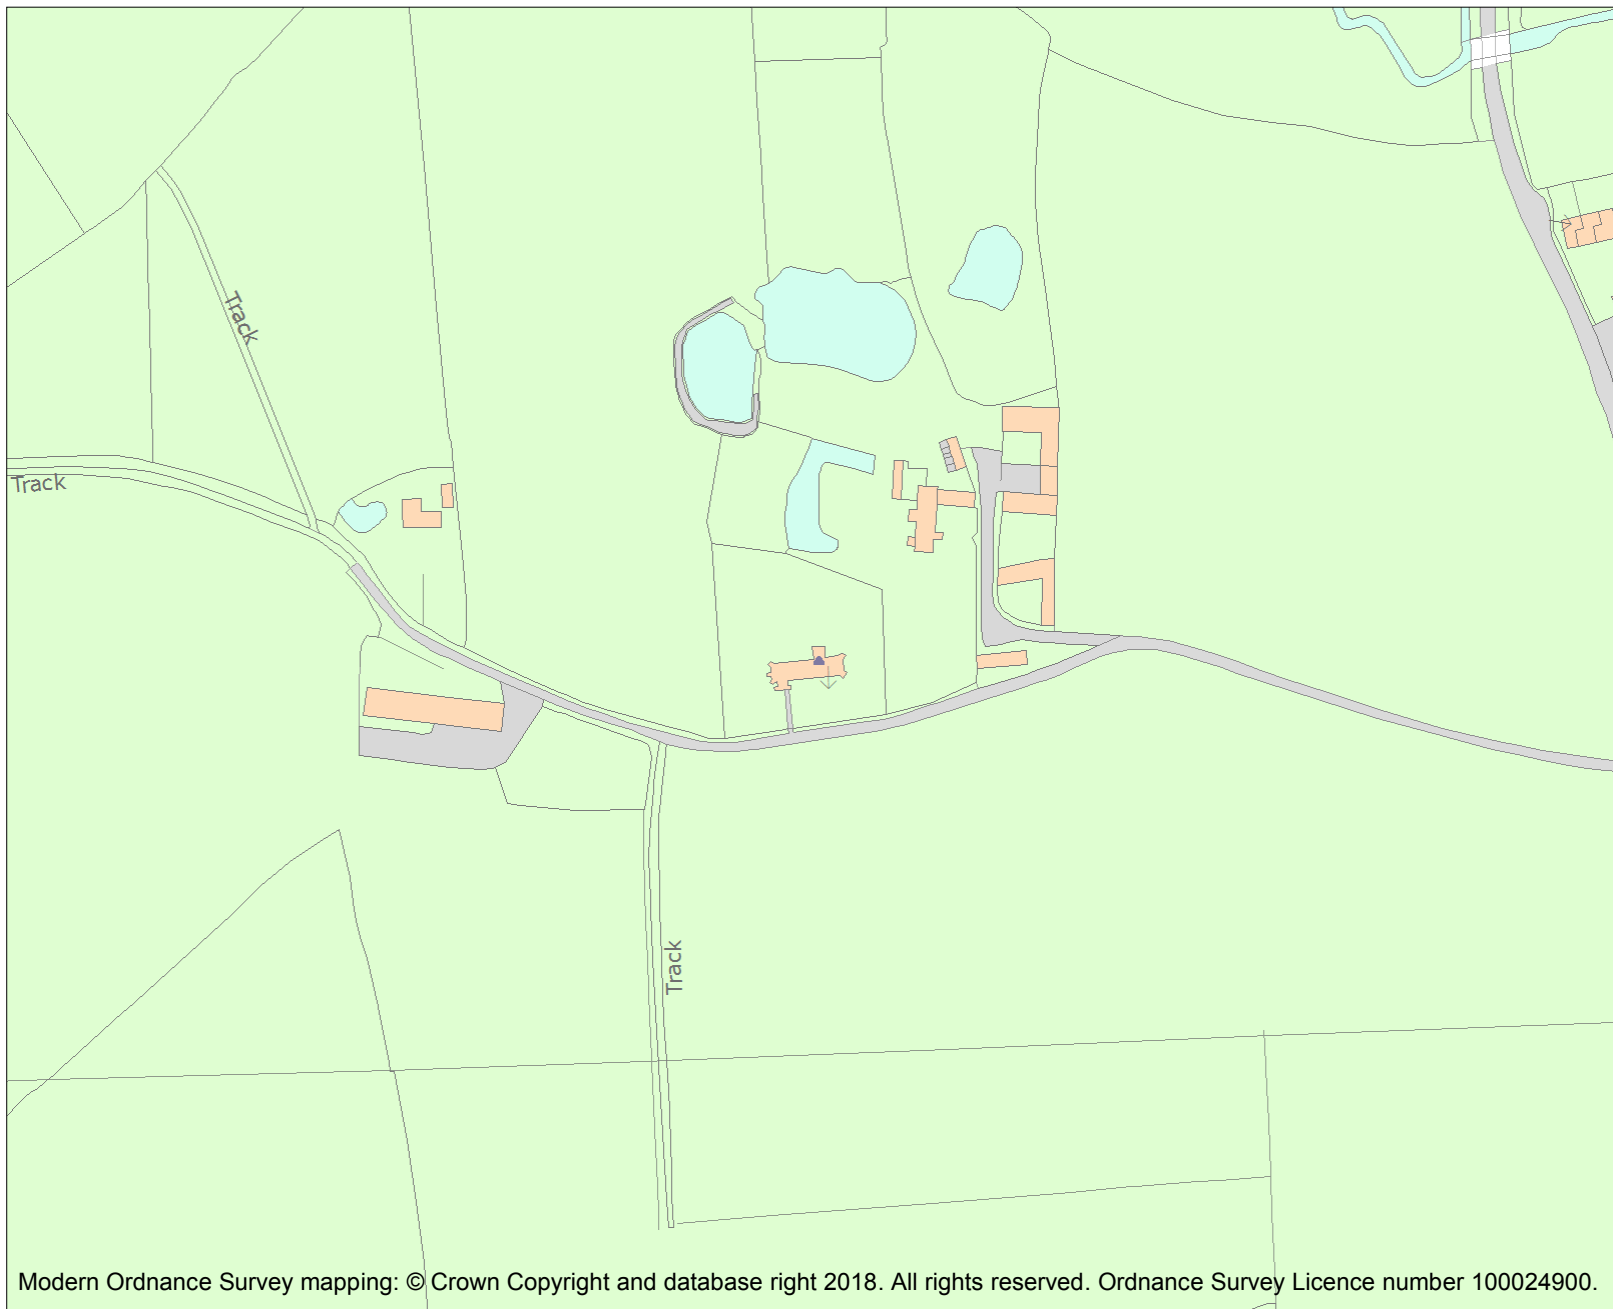 Track
Track
Track
Modern Ordnance Survey mapping: © Crown Copyright and database right 2018. All rights reserved. Ordnance Survey Licence number 100024900.